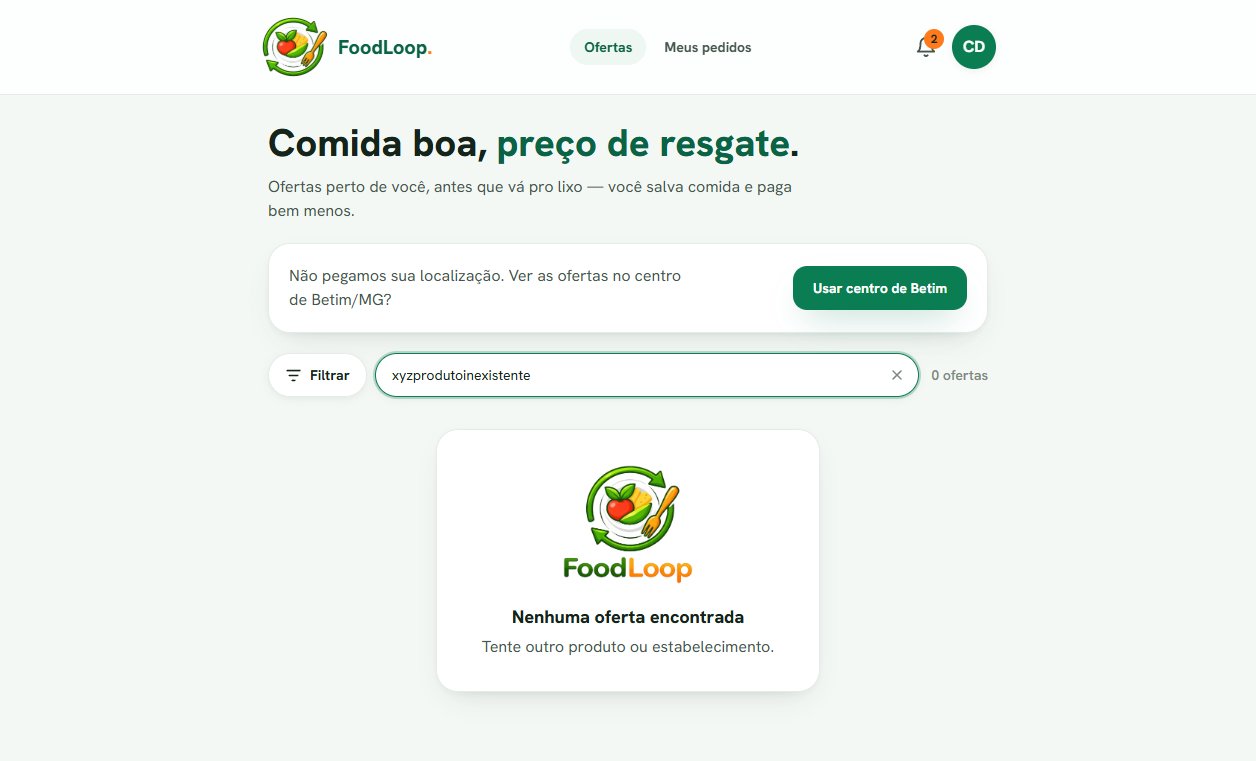 FoodLoop.
Ofertas
Meus pedidos
2
CD
Comida boa, preço de resgate.
Ofertas perto de você, antes que vá pro lixo — você salva comida e paga
bem menos.
Não pegamos sua localização. Ver as ofertas no centro
de Betim/MG?
Usar centro de Betim
Filtrar
xyzprodutoinexistente
0 ofertas
FoodLoop
Nenhuma oferta encontrada
Tente outro produto ou estabelecimento.